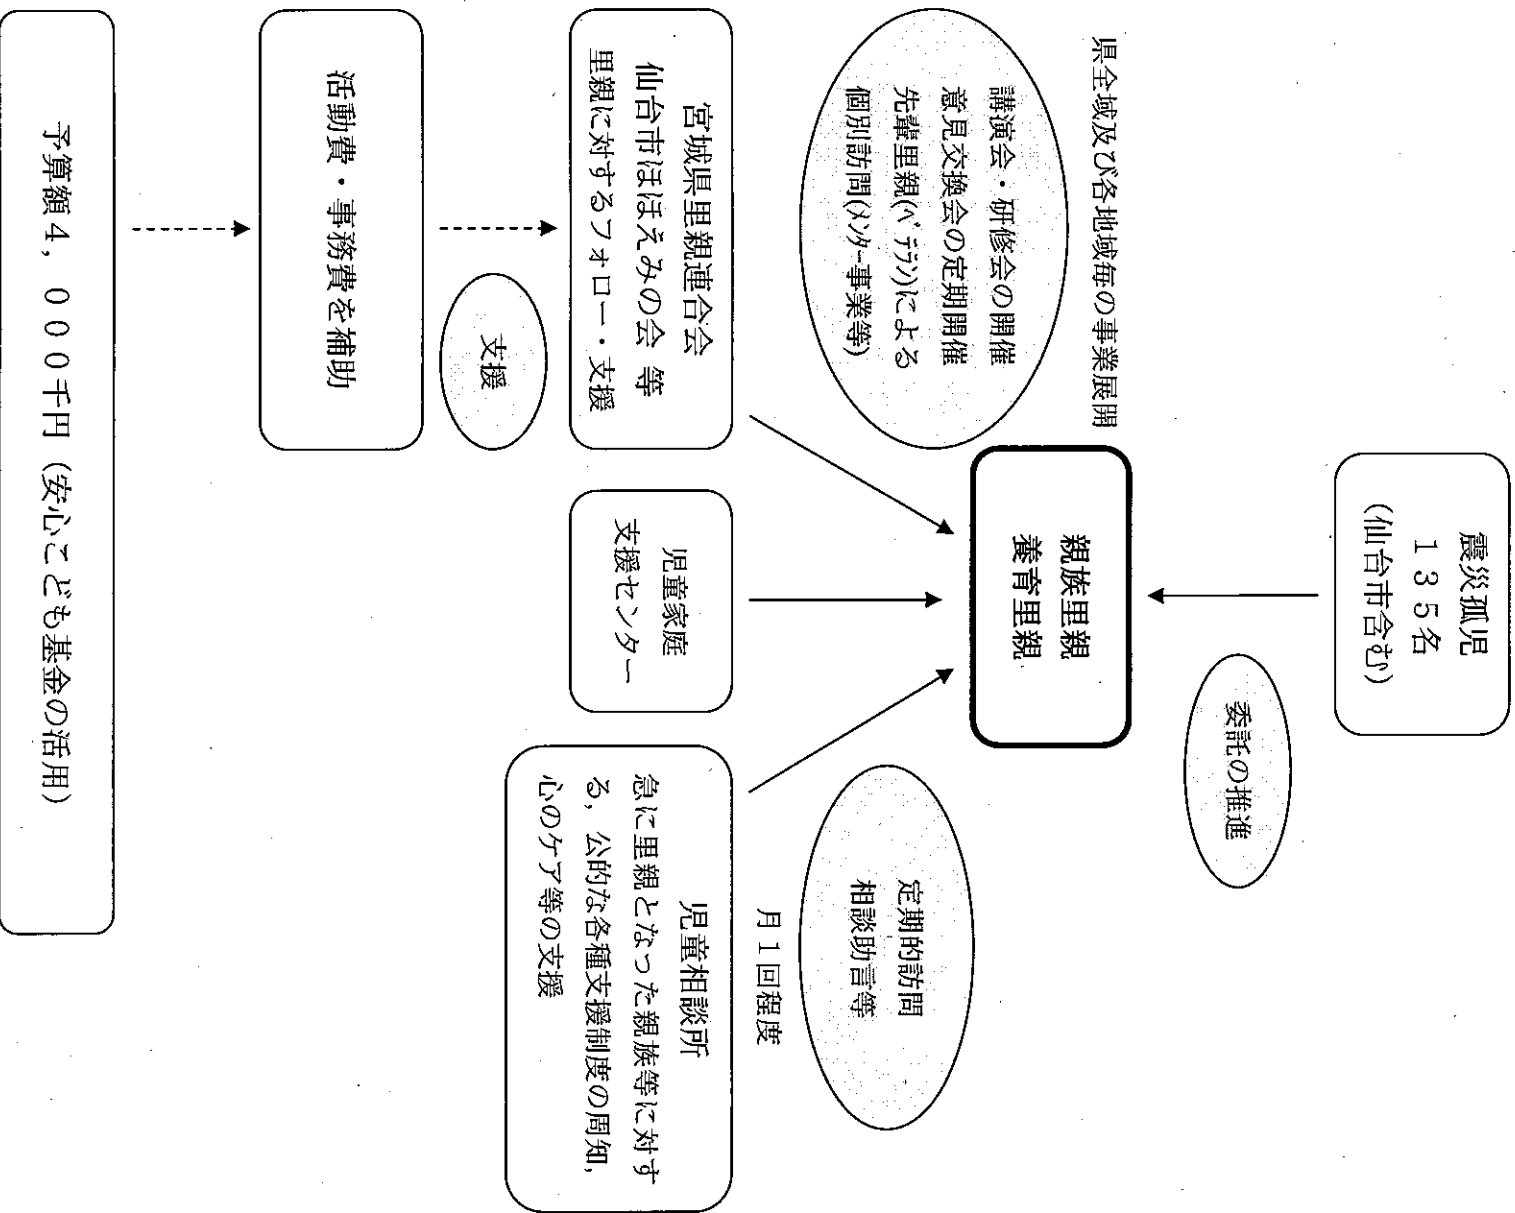 震災孤児
１３５名
(仙台市含む)
委託の推進
県全域及び各地域毎の事業展開
親族里親
養育里親
講演会・研修会の開催
意見交換会の定期開催
先輩里親(ﾍﾞﾃﾗﾝ)による
個別訪問(ﾒﾝﾀｰ事業等)
定期的訪問
相談助言等
月１回程度
宮城県里親連合会
仙台市ほほえみの会 等
里親に対するフォロー・支援
児童家庭
支援センター
児童相談所
急に里親となった親族等に対す
る，公的な各種支援制度の周知，
心のケア等の支援
支援
活動費・事務費を補助
予算額４，０００千円（安心こども基金の活用）